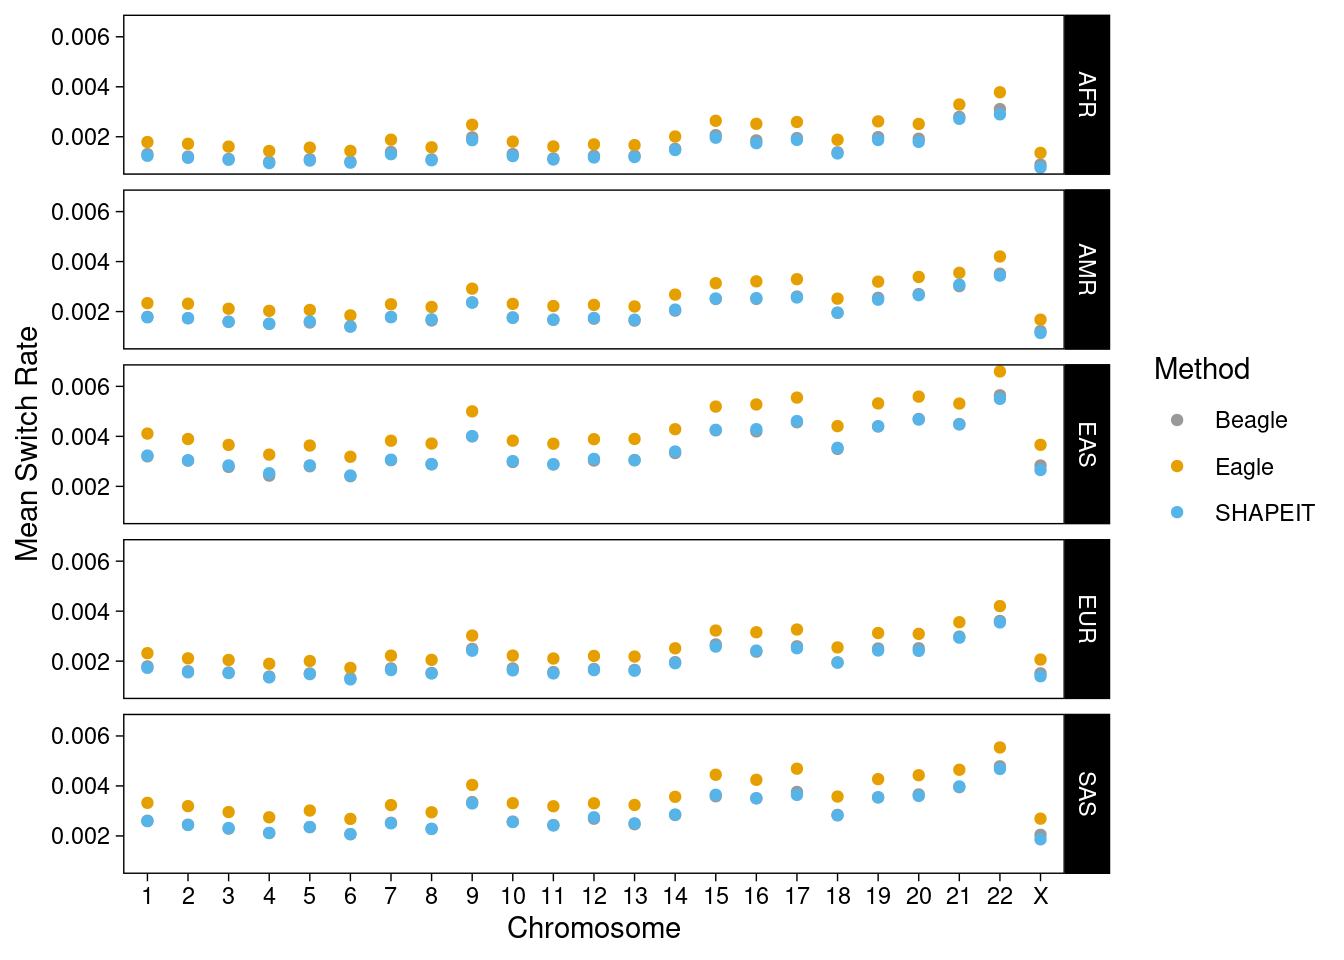 Mean Switch Rate
0.006
0.004
0.002
AFR
0.006
0.004
0.002
AMR
0.006
0.004
0.002
EAS
0.006
0.004
0.002
EUR
0.006
0.004
0.002
SAS
1 2 3 4 5 6 7 8 9 10 11 12 13 14 15 16 17 18 19 20 21 22 X
Chromosome
Method
Beagle
Eagle
SHAPEIT